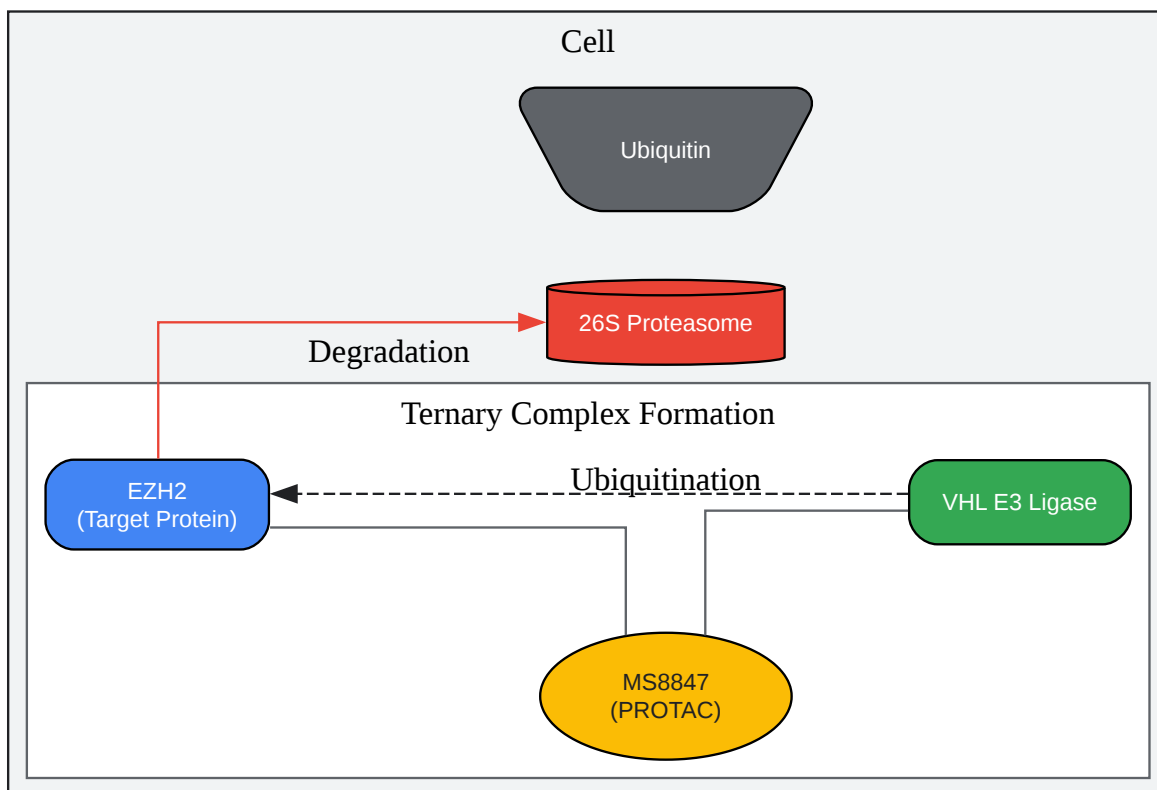 Cell
Ubiquitin
26S Proteasome
Degradation
Ternary Complex Formation
Ubiquitination
EZH2
(Target Protein)
VHL E3 Ligase
MS8847
(PROTAC)